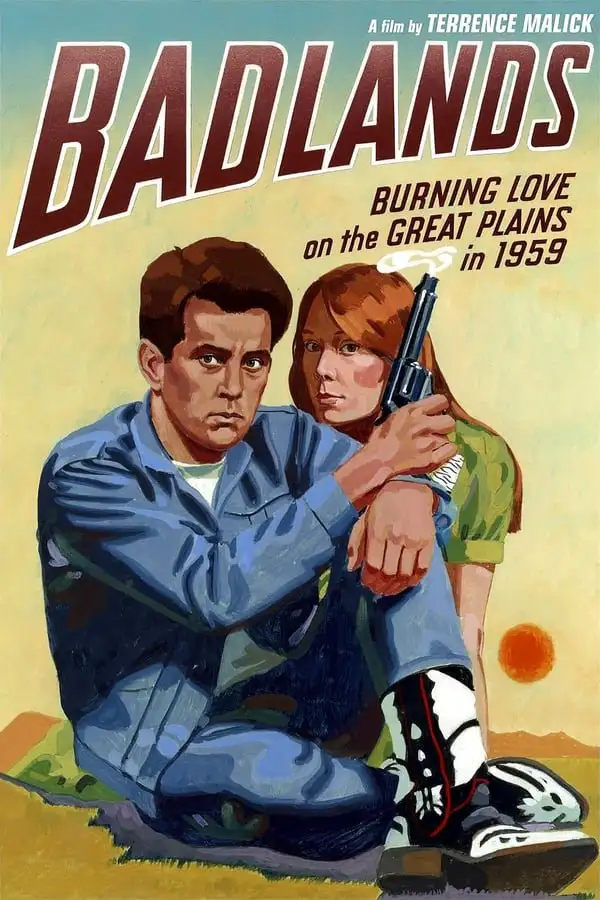 A film by TERRENCE MALICK
BADLANDS
BURNING LOVE
on the GREAT PLAINS
in 1959